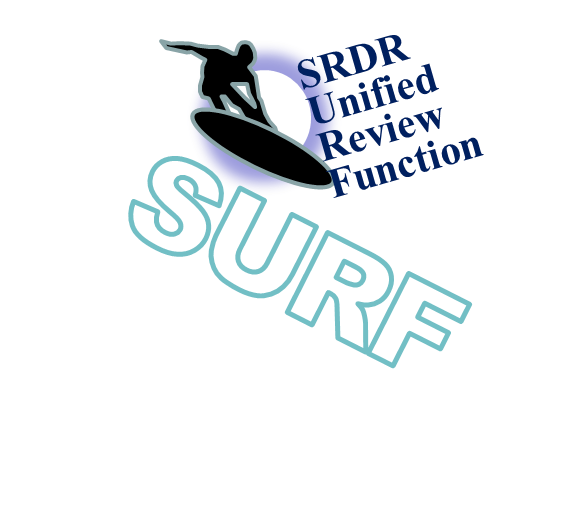 SRDR
Unified
Review
Function
SURF